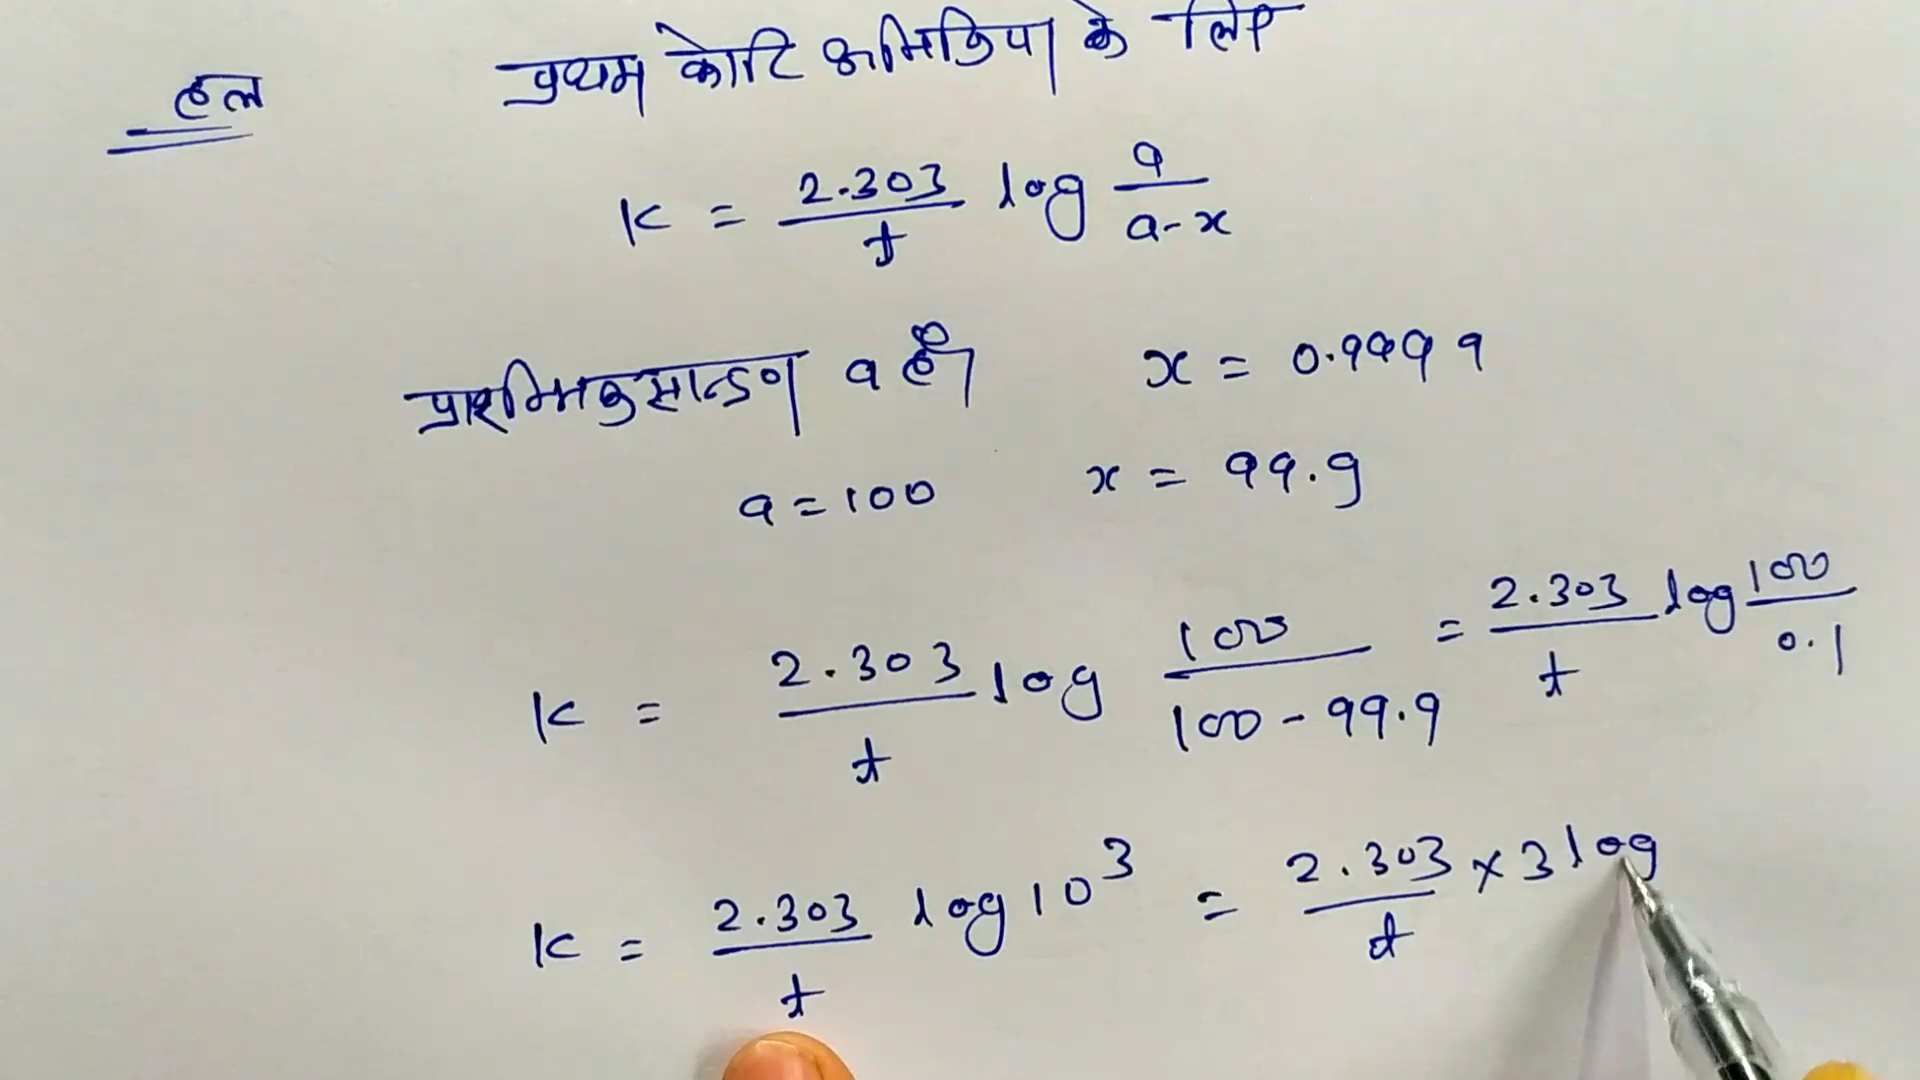 हल
प्रथम कोटि अभिक्रिया के लिए
K = 2.303/t log a/a-x
प्रारम्भिक सान्द्रण a है। x = 0.999 a
a = 100 x = 99.9
K = 2.303/t log 100/100-99.9 = 2.303/t log 100/0.1
K = 2.303/t log 10³ = 2.303/t × 3 log